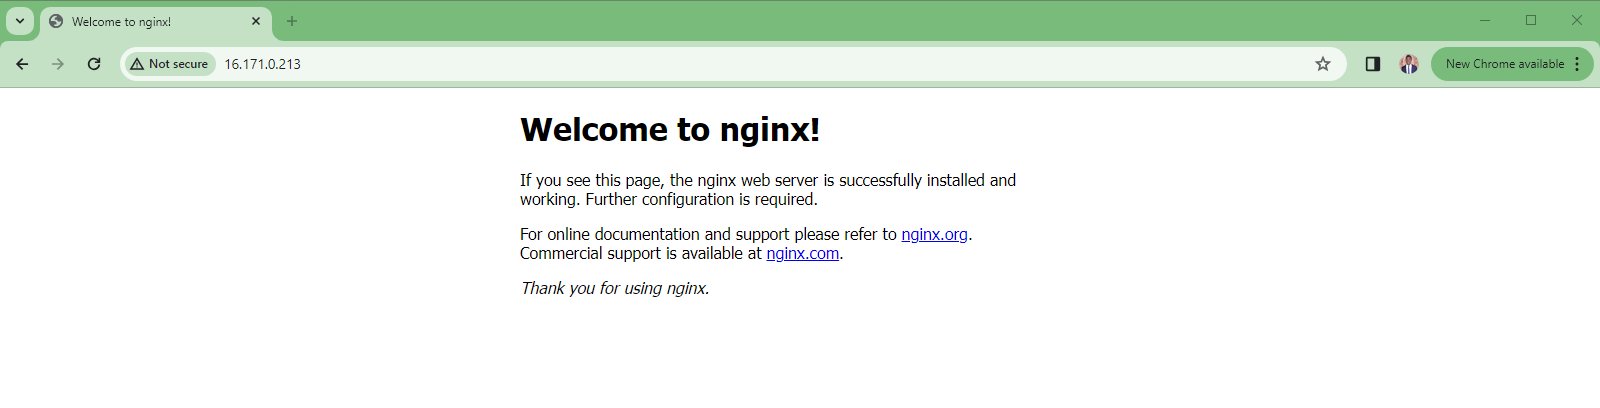 Welcome to nginx!
Not secure
16.171.0.213
New Chrome available
Welcome to nginx!
If you see this page, the nginx web server is successfully installed and
working. Further configuration is required.
For online documentation and support please refer to nginx.org.
Commercial support is available at nginx.com.
Thank you for using nginx.